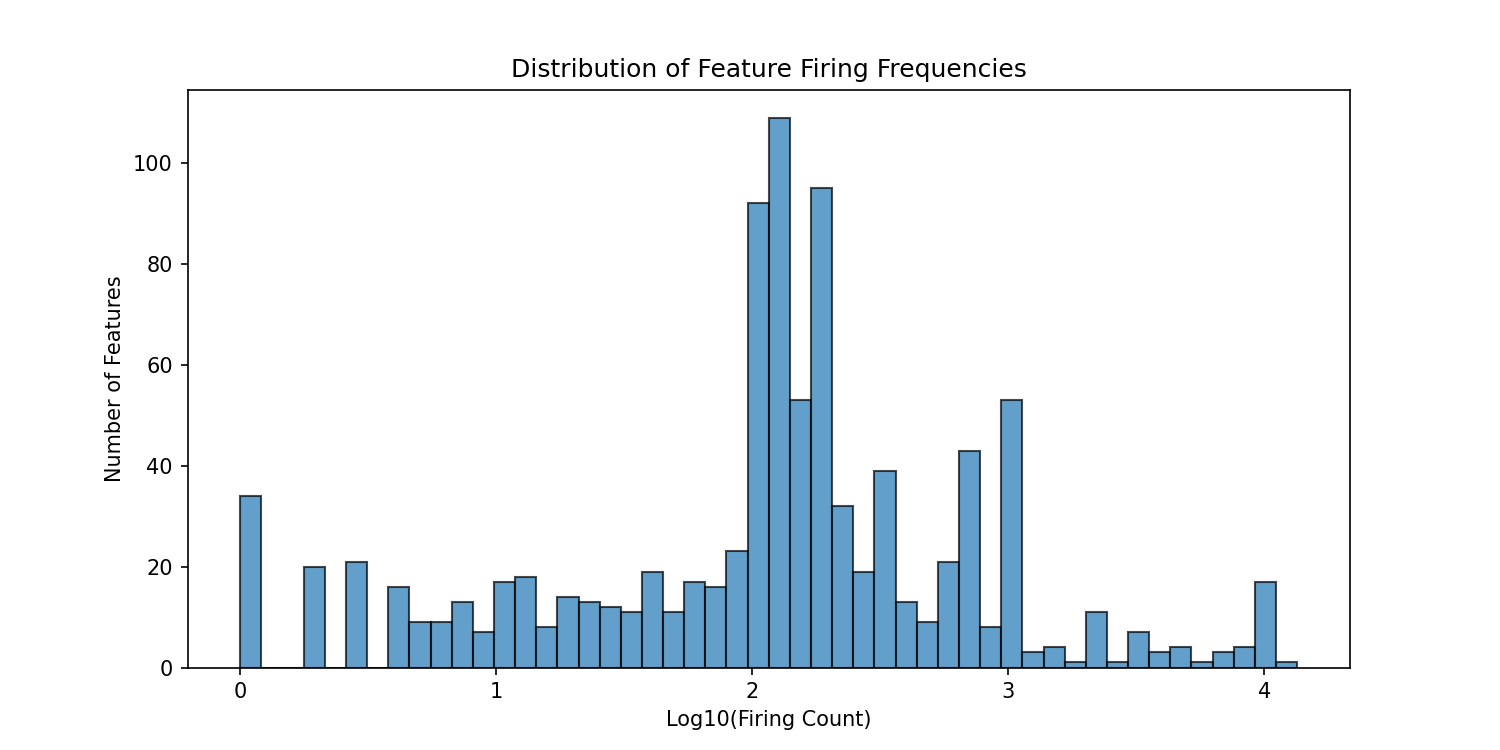 Distribution of Feature Firing Frequencies
Number of Features
100
80
60
40
20
0
0 1 2 3 4
Log10(Firing Count)